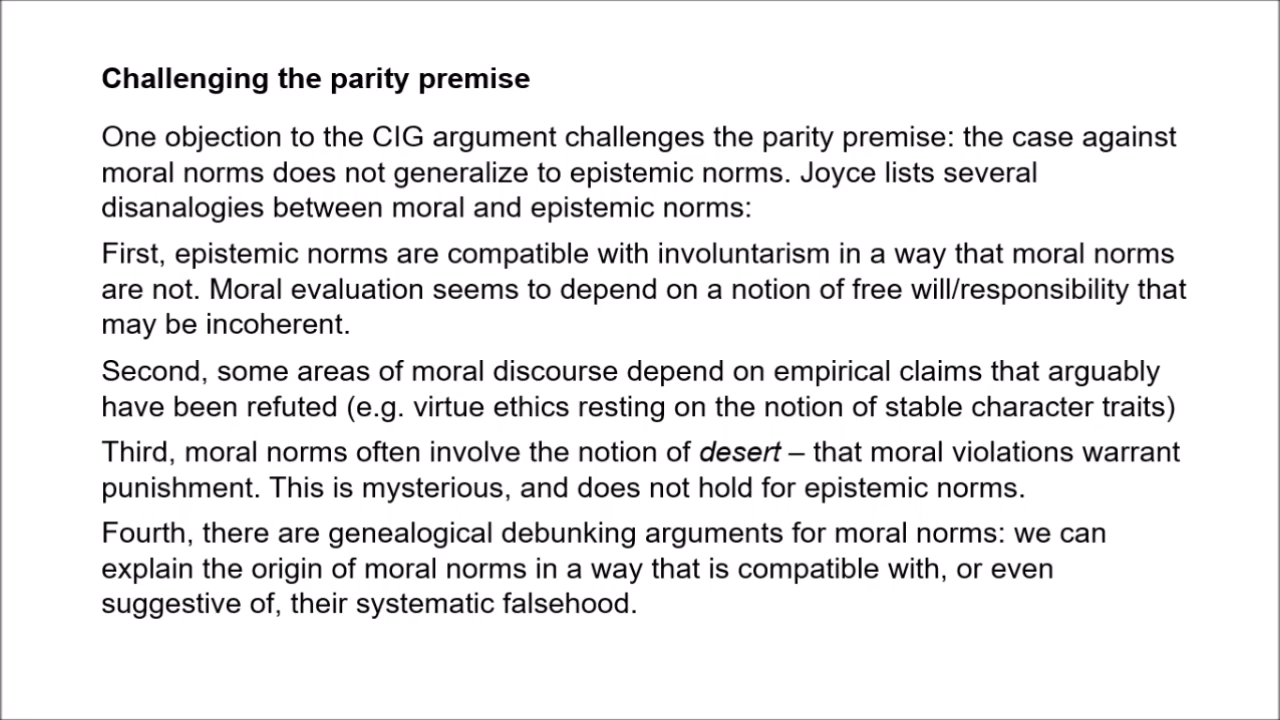 Challenging the parity premise
One objection to the CIG argument challenges the parity premise: the case against
moral norms does not generalize to epistemic norms. Joyce lists several
disanalogies between moral and epistemic norms:
First, epistemic norms are compatible with involuntarism in a way that moral norms
are not. Moral evaluation seems to depend on a notion of free will/responsibility that
may be incoherent.
Second, some areas of moral discourse depend on empirical claims that arguably
have been refuted (e.g. virtue ethics resting on the notion of stable character traits)
Third, moral norms often involve the notion of desert – that moral violations warrant
punishment. This is mysterious, and does not hold for epistemic norms.
Fourth, there are genealogical debunking arguments for moral norms: we can
explain the origin of moral norms in a way that is compatible with, or even
suggestive of, their systematic falsehood.